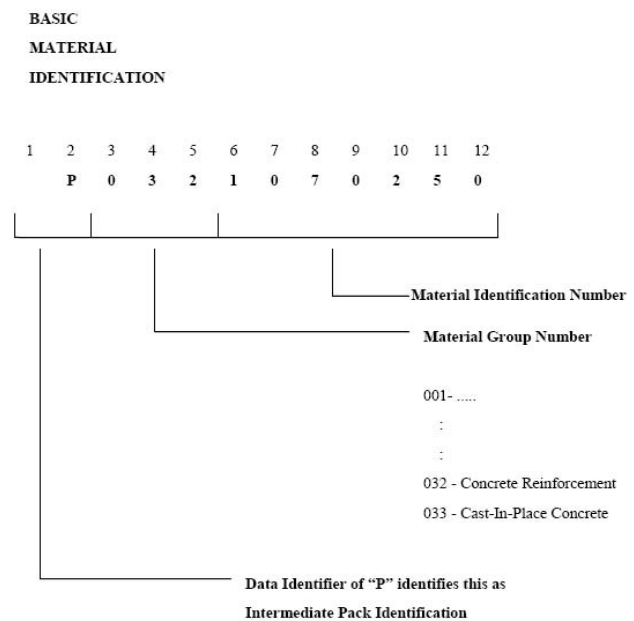 BASIC
MATERIAL
IDENTIFICATION
1 2 3 4 5 6 7 8 9 10 11 12
P 0 3 2 1 0 7 0 2 5 0
Material Identification Number
Material Group Number
001- .....
:
:
032 - Concrete Reinforcement
033 - Cast-In-Place Concrete
Data Identifier of “P” identifies this as
Intermediate Pack Identification